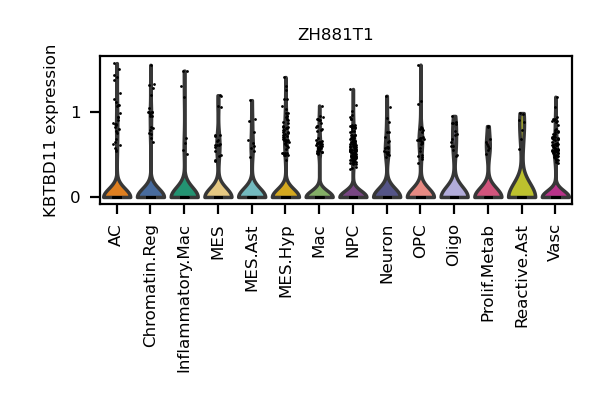 ZH881T1
KBTBD11 expression
1
0
AC
Chromatin.Reg
Inflammatory.Mac
MES
MES.Ast
MES.Hyp
Mac
NPC
Neuron
OPC
Oligo
Prolif.Metab
Reactive.Ast
Vasc